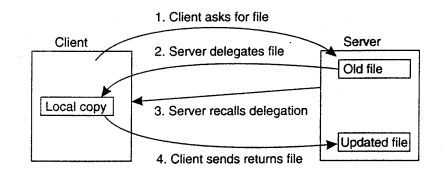 1. Client asks for file
Client
Server
2. Server delegates file
Old file
Local copy
3. Server recalls delegation
Updated file
4. Client sends returns file